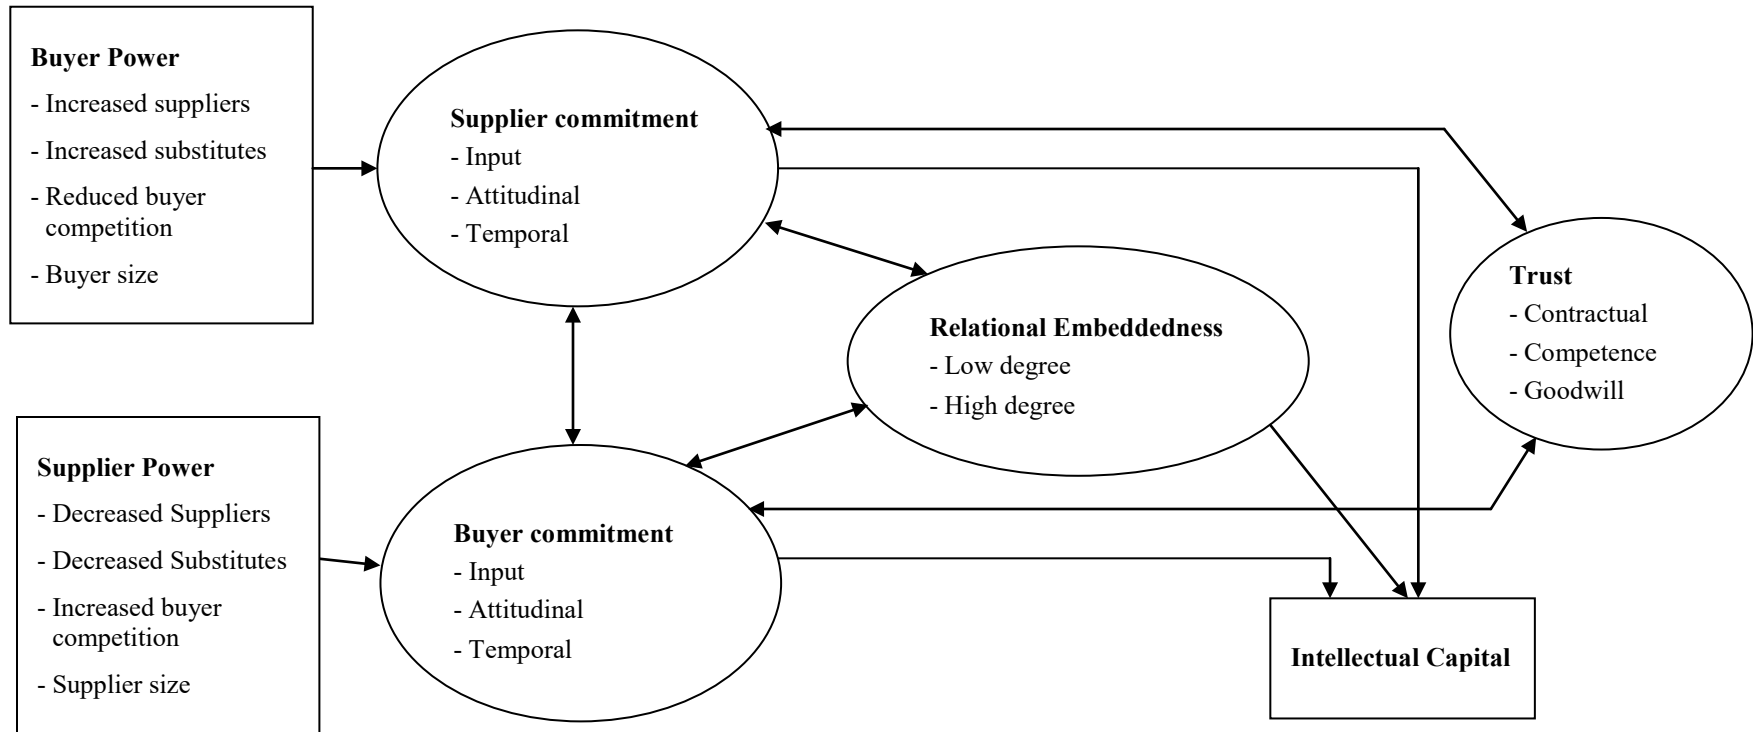 Buyer Power
- Increased suppliers
- Increased substitutes
- Reduced buyer
competition
- Buyer size
Supplier commitment
- Input
- Attitudinal
- Temporal
Relational Embeddedness
- Low degree
- High degree
Trust
- Contractual
- Competence
- Goodwill
Supplier Power
- Decreased Suppliers
- Decreased Substitutes
- Increased buyer
competition
- Supplier size
Buyer commitment
- Input
- Attitudinal
- Temporal
Intellectual Capital